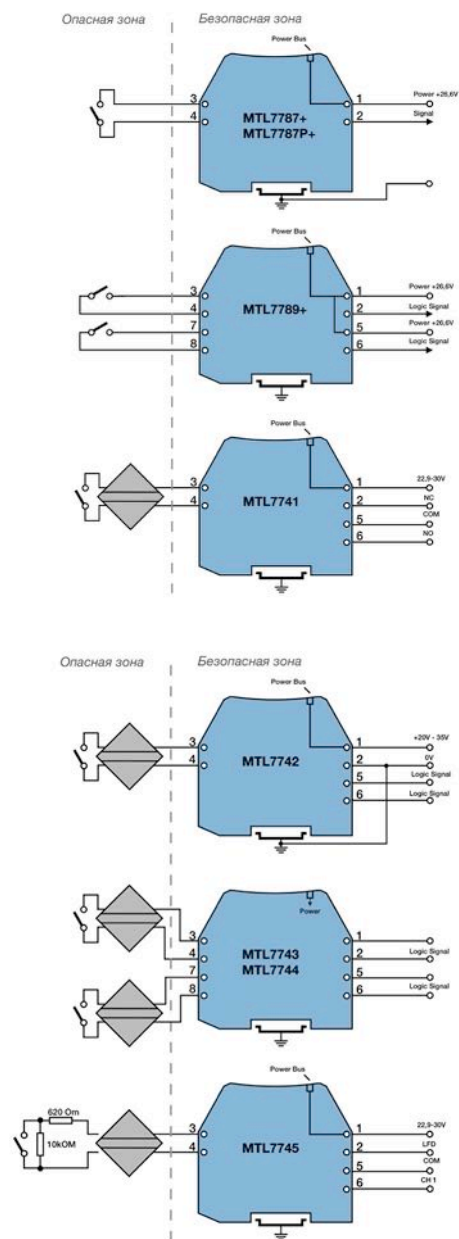 Опасная зона
Безопасная зона
Power Bus
3
4
MTL7787+
MTL7787P+
1
2
Power +26,6V
Signal
Power Bus
3
4
7
8
MTL7789+
1
2
5
6
Power +26,6V
Logic Signal
Power +26,6V
Logic Signal
Power Bus
3
4
MTL7741
1
2
5
6
22,9-30V
NC
COM
NO
Опасная зона
Безопасная зона
Power Bus
3
4
MTL7742
1
2
5
6
+20V - 35V
0V
Logic Signal
Logic Signal
Power
3
4
7
8
MTL7743
MTL7744
1
2
5
6
Logic Signal
Logic Signal
Power Bus
620 Om
10kOM
3
4
MTL7745
1
2
5
6
22,9-30V
LFD
COM
CH 1